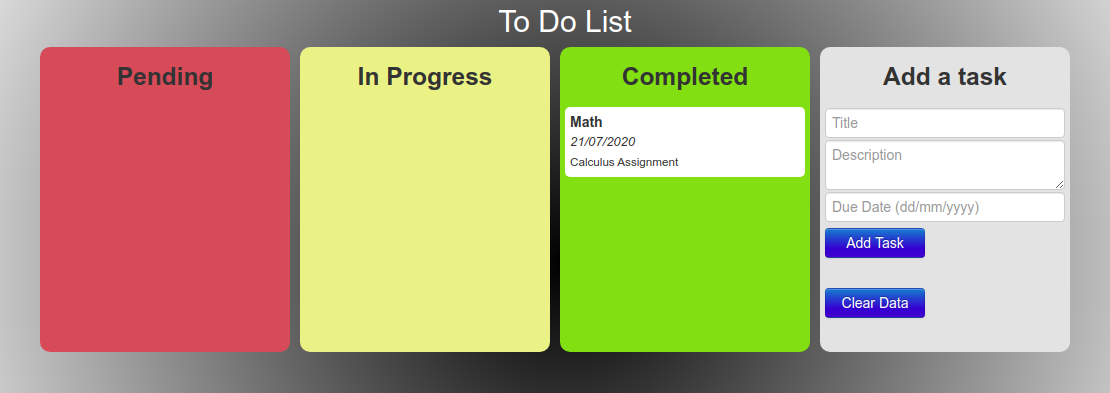 To Do List
Pending
In Progress
Completed
Math
21/07/2020
Calculus Assignment
Add a task
Title
Description
Due Date (dd/mm/yyyy)
Add Task
Clear Data